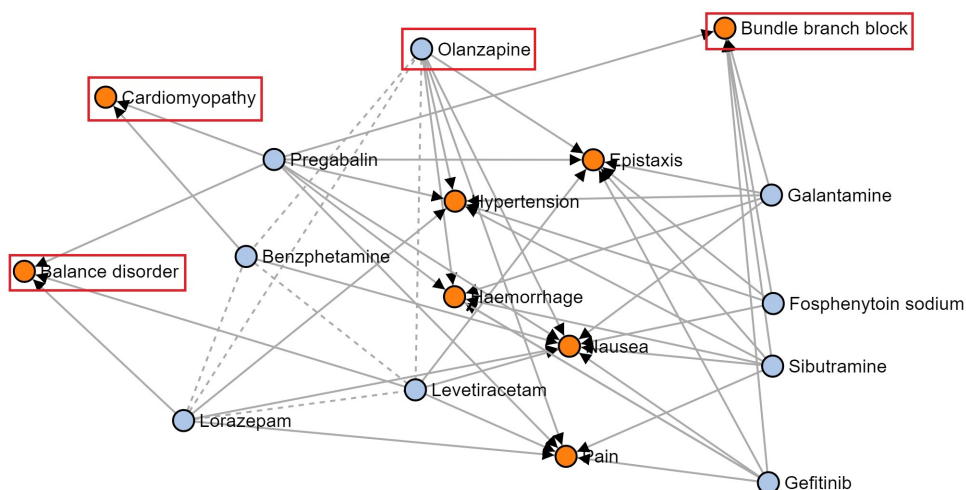 Bundle branch block
Olanzapine
Cardiomyopathy
Pregabalin
Epistaxis
Galantamine
Hypertension
Benzphetamine
Balance disorder
Haemorrhage
Fosphenytoin sodium
Nausea
Sibutramine
Levetiracetam
Lorazepam
Pain
Gefitinib